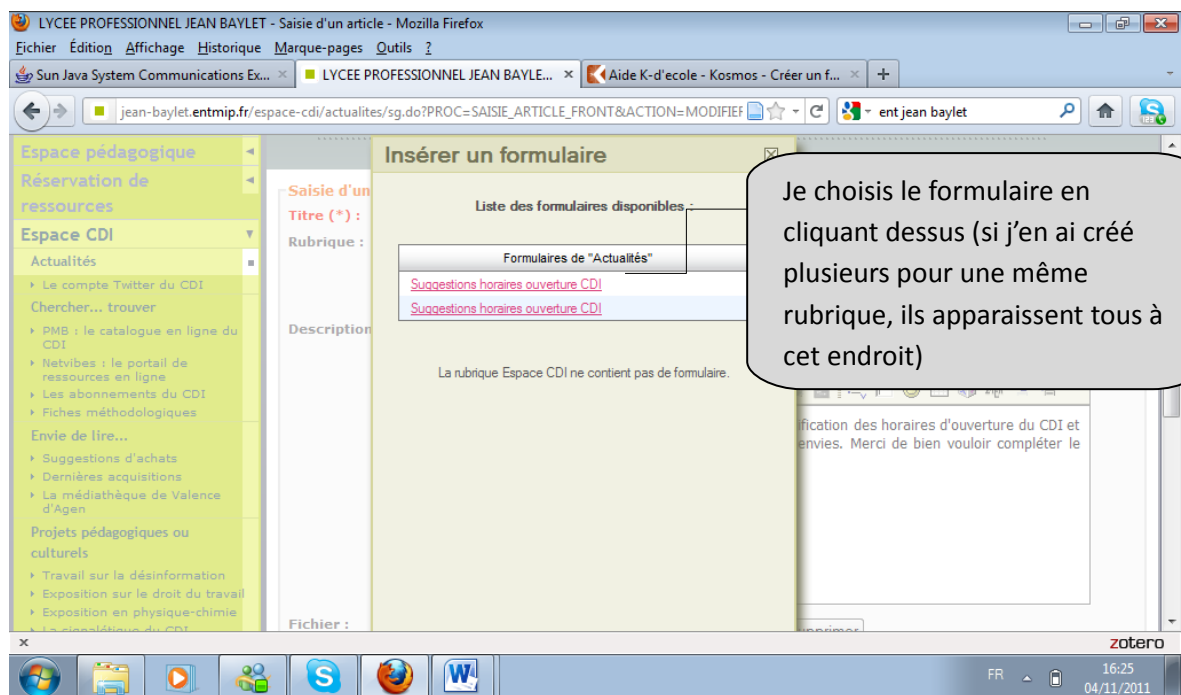 LYCEE PROFESSIONNEL JEAN BAYLET - Saisie d'un article - Mozilla Firefox
Fichier Édition Affichage Historique Marque-pages Outils ?
Sun Java System Communications Ex... LYCEE PROFESSIONNEL JEAN BAYLE... Aide K-d'ecole - Kosmos - Créer un f...
jean-baylet.entmip.fr/espace-cdi/actualites/sg.do?PROC=SAISIE_ARTICLE_FRONT&ACTION=MODIFIER ent jean baylet
Espace pédagogique
Réservation de
ressources
Espace CDI
Actualités
Le compte Twitter du CDI
Chercher... trouver
PMB : le catalogue en ligne du
CDI
Netvibes : le portail de
ressources en ligne
Les abonnements du CDI
Fiches méthodologiques
Envie de lire...
Suggestions d'achats
Dernières acquisitions
La médiathèque de Valence
d'Agen
Projets pédagogiques ou
culturels
Travail sur la désinformation
Exposition sur le droit du travail
Exposition en physique-chimie
La signalétique du CDI
Saisie d'un
Titre (*) :
Rubrique :
Description
Fichier :
Insérer un formulaire
Liste des formulaires disponibles :
Formulaires de "Actualités"
Suggestions horaires ouverture CDI
Suggestions horaires ouverture CDI
La rubrique Espace CDI ne contient pas de formulaire.
Je choisis le formulaire en
cliquant dessus (si j'en ai créé
plusieurs pour une même
rubrique, ils apparaissent tous à
cet endroit)
ification des horaires d'ouverture du CDI et
envies. Merci de bien vouloir compléter le
zotero
FR 16:25
04/11/2011